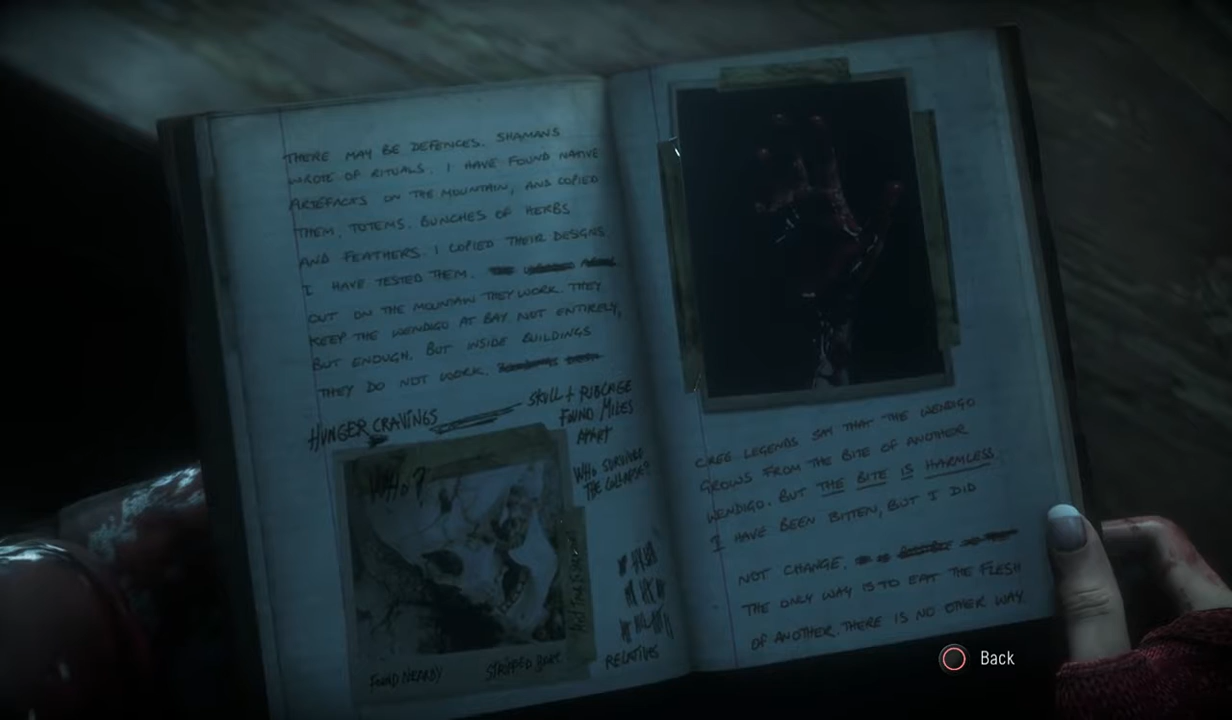 THERE MAY BE DEFENCES. SHAMANS
WROTE OF RITUALS. I HAVE FOUND NATIVE
ARTEFACTS ON THE MOUNTAIN, AND COPIED
THEM. TOTEMS. BUNCHES OF HERBS
AND FEATHERS. I COPIED THEIR DESIGNS.
I HAVE TESTED THEM.
OUT ON THE MOUNTAIN THEY WORK. THEY
KEEP THE WENDIGO AT BAY. NOT ENTIRELY,
BUT ENOUGH. BUT INSIDE BUILDINGS
THEY DO NOT WORK.
HUNGER CRAVINGS
SKULL + RIBCAGE
FOUND MILES
APART
WHO SURVIVED
THE COLLAPSE?
WHO?
FOUND NEARBY
STRIPPED BONE
RELATIVES
CREE LEGENDS SAY THAT THE WENDIGO
GROWS FROM THE BITE OF ANOTHER
WENDIGO. BUT THE BITE IS HARMLESS.
I HAVE BEEN BITTEN, BUT I DID
NOT CHANGE.
THE ONLY WAY IS TO EAT THE FLESH
OF ANOTHER. THERE IS NO OTHER WAY.
Back